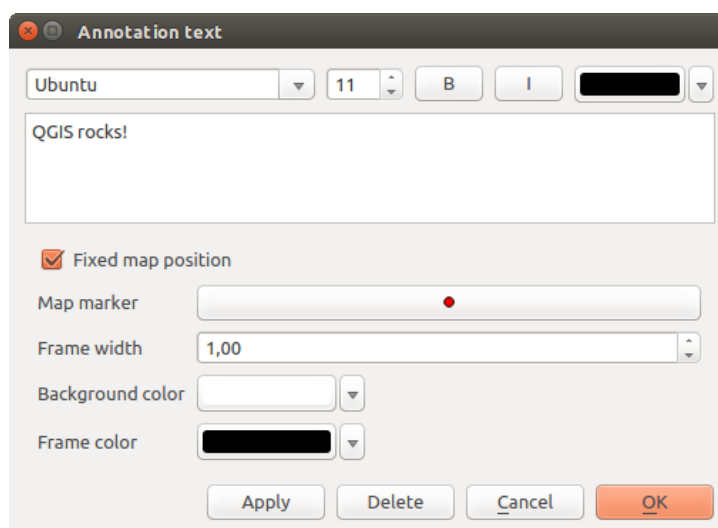 Annotation text
Ubuntu 11 B I
QGIS rocks!
Fixed map position
Map marker
Frame width 1,00
Background color
Frame color
Apply Delete Cancel OK